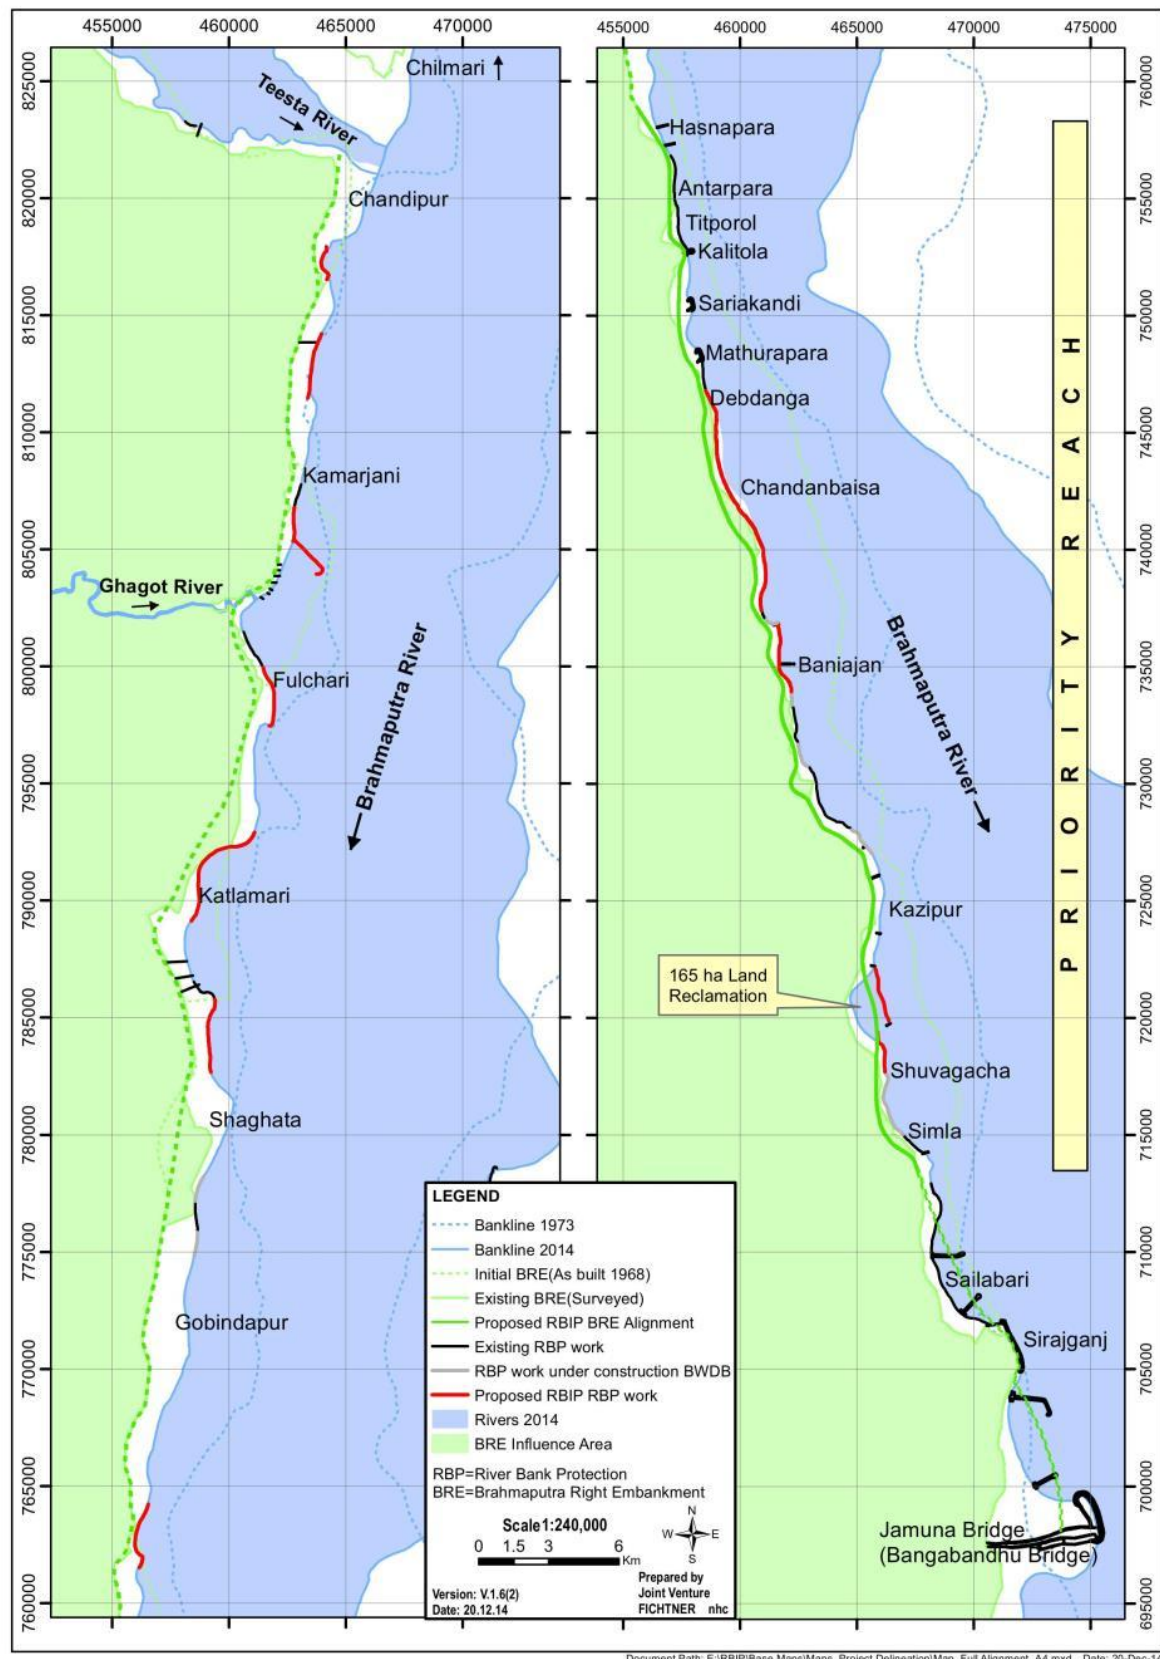 455000 460000 465000 470000
455000 460000 465000 470000 475000
825000
820000
815000
810000
805000
800000
795000
790000
785000
780000
775000
770000
765000
760000
Chilmari
Teesta River
Chandipur
Kamarjani
Ghagot River
Fulchari
Brahmaputra River
Katlamari
Shaghata
Gobindapur
760000
755000
750000
745000
740000
735000
730000
725000
720000
715000
710000
705000
700000
695000
Hasnapara
Antarpara
Titporol
Kalitola
Sariakandi
Mathurapara
Debdanga
Chandanbaisa
Baniajan
Brahmaputra River
Kazipur
165 ha Land
Reclamation
Shuvagacha
Simla
Sailabari
Sirajganj
Jamuna Bridge
(Bangabandhu Bridge)
PRIORITY REACH
LEGEND
Bankline 1973
Bankline 2014
Initial BRE(As built 1968)
Existing BRE(Surveyed)
Proposed RBIP BRE Alignment
Existing RBP work
RBP work under construction BWDB
Proposed RBIP RBP work
Rivers 2014
BRE Influence Area
RBP=River Bank Protection
BRE=Brahmaputra Right Embankment
Scale1:240,000
0 1.5 3 6
Km
N
W E
S
Version: V.1.6(2)
Date: 20.12.14
Prepared by
Joint Venture
FICHTNER nhc